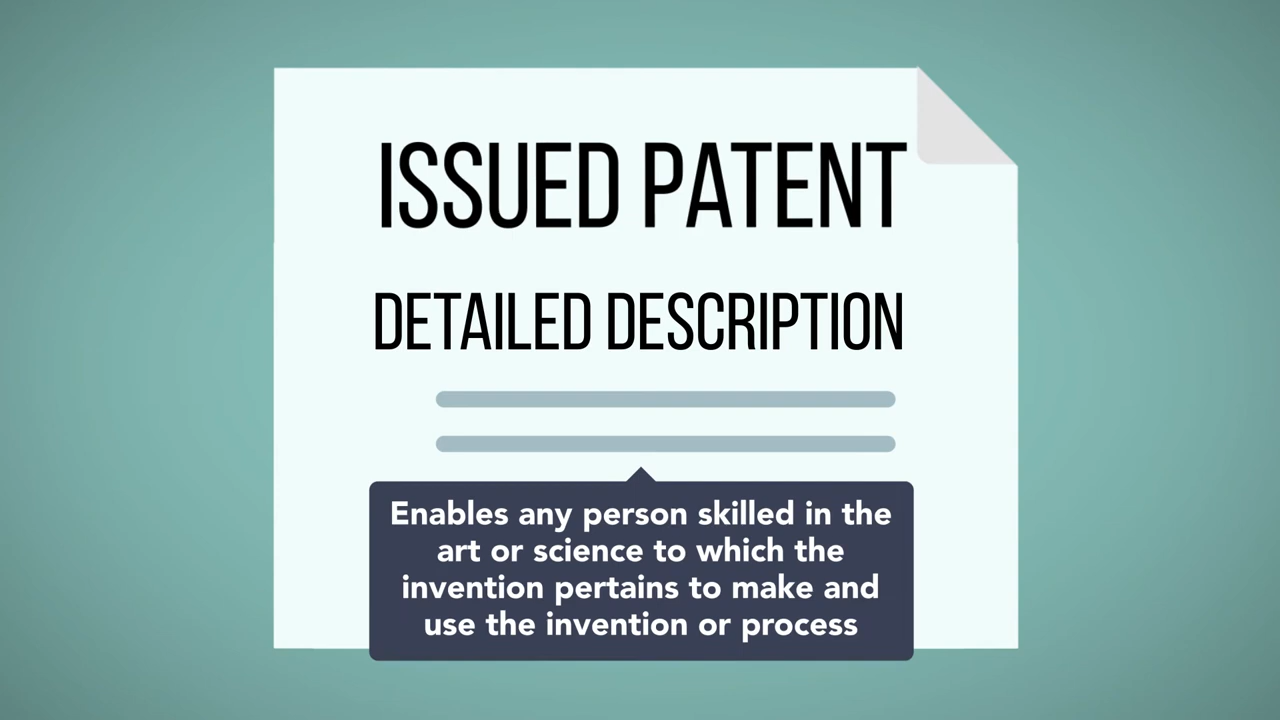 ISSUED PATENT
DETAILED DESCRIPTION
Enables any person skilled in the
art or science to which the
invention pertains to make and
use the invention or process